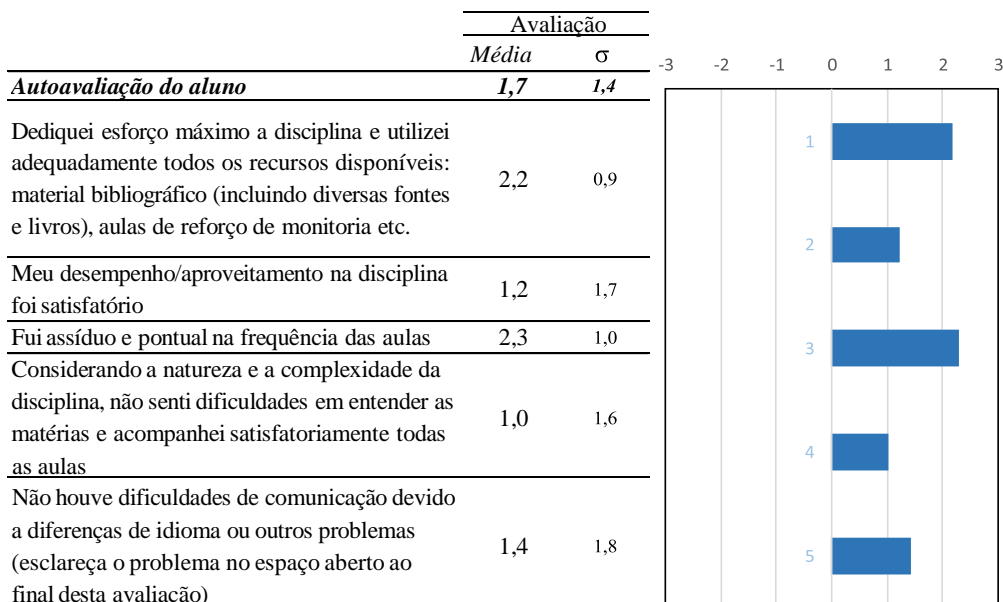 Avaliação
Média σ
Autoavaliação do aluno 1,7 1,4
Dediquei esforço máximo a disciplina e utilizei
adequadamente todos os recursos disponíveis:
material bibliográfico (incluindo diversas fontes
e livros), aulas de reforço de monitoria etc.
2,2 0,9
Meu desempenho/aproveitamento na disciplina
foi satisfatório
1,2 1,7
Fui assíduo e pontual na frequência das aulas 2,3 1,0
Considerando a natureza e a complexidade da
disciplina, não senti dificuldades em entender as
matérias e acompanhei satisfatoriamente todas
as aulas
1,0 1,6
Não houve dificuldades de comunicação devido
a diferenças de idioma ou outros problemas
(esclareça o problema no espaço aberto ao
final desta avaliação)
1,4 1,8
-3 -2 -1 0 1 2 3
1
2
3
4
5